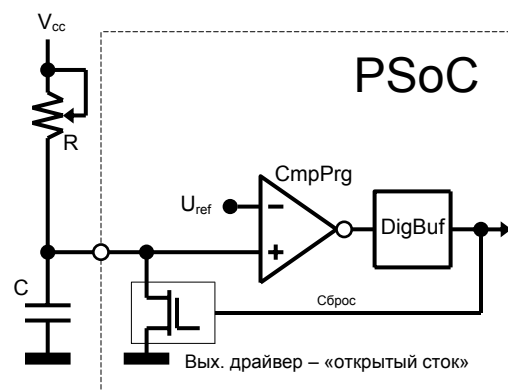 Vcc
PSoC
R
CmpPrg
Uref
−
+
DigBuf
C
Сброс
Вых. драйвер – «открытый сток»